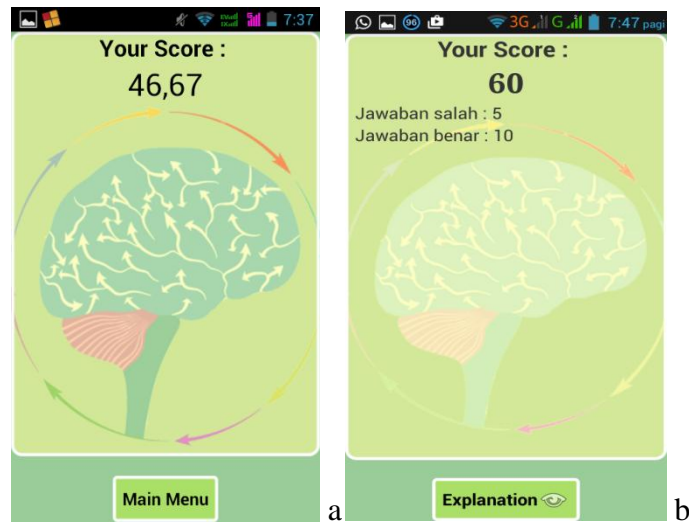 7:37
Your Score :
46,67
Main Menu
a
96 3G G 7:47 pagi
Your Score :
60
Jawaban salah : 5
Jawaban benar : 10
Explanation
b